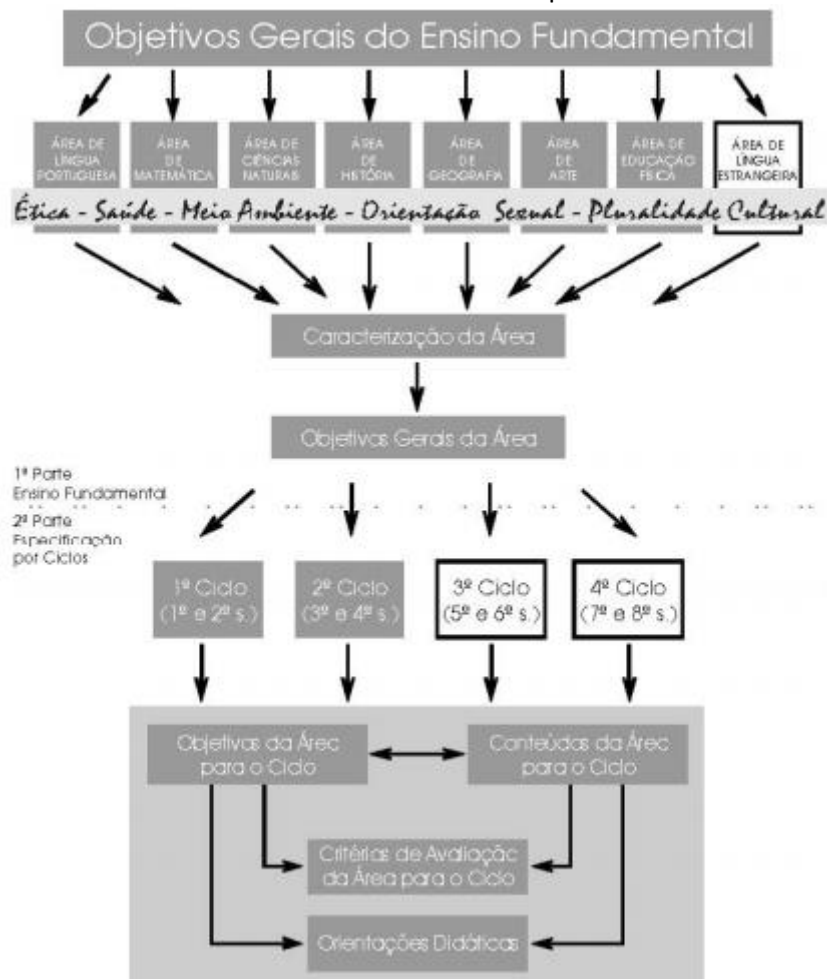 Objetivos Gerais do Ensino Fundamental
ÁREA DE
LÍNGUA
PORTUGUESA
ÁREA
DE
MATEMÁTICA
ÁREA DE
CIÊNCIAS
NATURAIS
ÁREA
DE
HISTÓRIA
ÁREA
DE
GEOGRAFIA
ÁREA
DE
ARTE
ÁREA DE
EDUCAÇÃO
FÍSICA
ÁREA DE
LÍNGUA
ESTRANGEIRA
Ética - Saúde - Meio Ambiente - Orientação Sexual - Pluralidade Cultural
Caracterização da Área
Objetivos Gerais da Área
1ª Parte
Ensino Fundamental
2ª Parte
Especificação
por Ciclos
1º Ciclo
(1ª e 2ª s.)
2º Ciclo
(3ª e 4ª s.)
3º Ciclo
(5ª e 6ª s.)
4º Ciclo
(7ª e 8ª s.)
Objetivos da Área
para o Ciclo
Conteúdos da Área
para o Ciclo
Critérios de Avaliação
da Área para o Ciclo
Orientações Didáticas